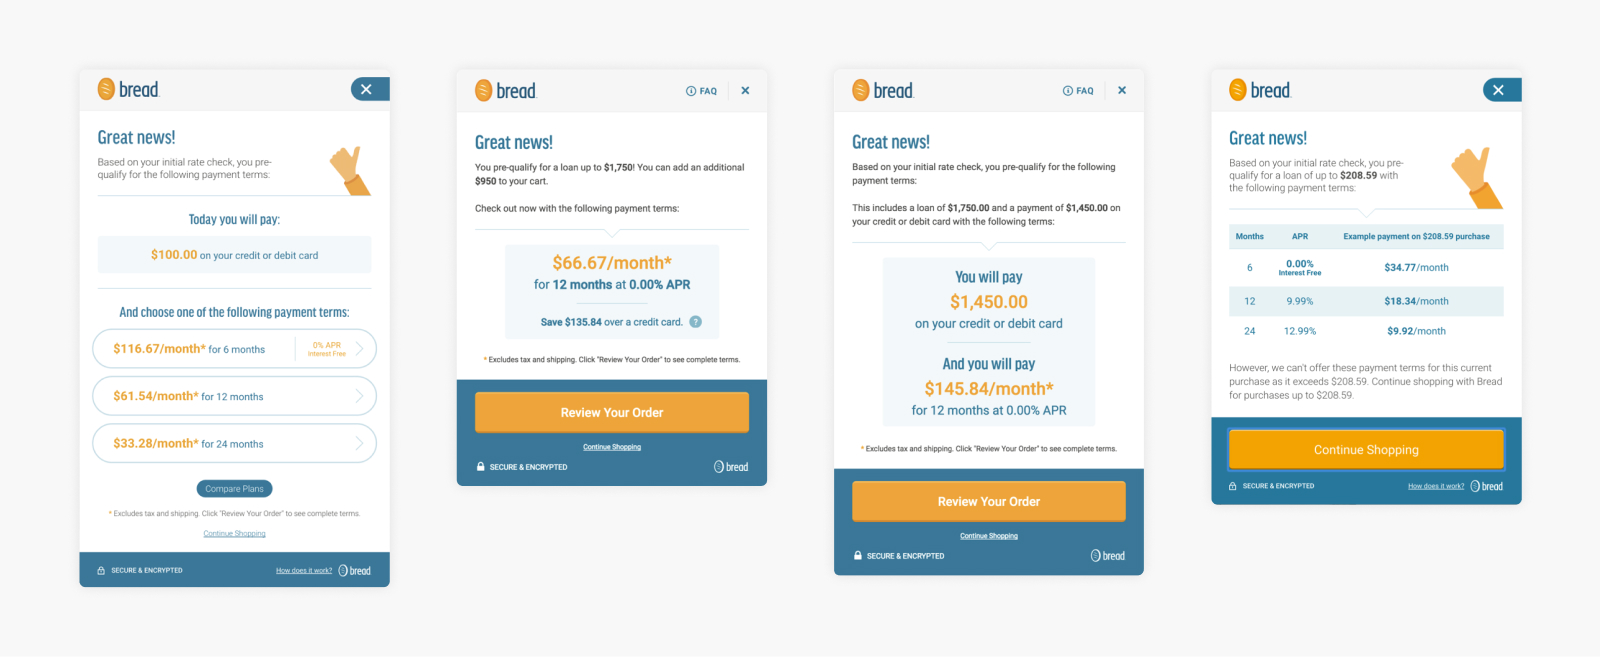 bread
Great news!
Based on your initial rate check, you pre-
qualify for the following payment terms:
Today you will pay:
$100.00 on your credit or debit card
And choose one of the following payment terms:
$116.67/month* for 6 months
0% APR
Interest Free
$61.54/month* for 12 months
$33.28/month* for 24 months
Compare Plans
* Excludes tax and shipping. Click "Review Your Order" to see complete terms.
Continue Shopping
SECURE & ENCRYPTED
How does it work?
bread
bread
FAQ
Great news!
You pre-qualify for a loan up to $1,750! You can add an additional
$950 to your cart.
Check out now with the following payment terms:
$66.67/month*
for 12 months at 0.00% APR
Save $135.84 over a credit card. ?
* Excludes tax and shipping. Click "Review Your Order" to see complete terms.
Review Your Order
Continue Shopping
SECURE & ENCRYPTED
bread
bread
FAQ
Great news!
Based on your initial rate check, you pre-qualify for the following
payment terms:
This includes a loan of $1,750.00 and a payment of $1,450.00 on
your credit or debit card with the following terms:
You will pay
$1,450.00
on your credit or debit card
And you will pay
$145.84/month*
for 12 months at 0.00% APR
* Excludes tax and shipping. Click "Review Your Order" to see complete terms.
Review Your Order
Continue Shopping
SECURE & ENCRYPTED
bread
bread
Great news!
Based on your initial rate check, you pre-
qualify for a loan of up to $208.59 with
the following payment terms:
Months APR Example payment on $208.59 purchase
6 0.00% Interest Free $34.77/month
12 9.99% $18.34/month
24 12.99% $9.92/month
However, we can't offer these payment terms for this current
purchase as it exceeds $208.59. Continue shopping with Bread
for purchases up to $208.59.
Continue Shopping
SECURE & ENCRYPTED
How does it work?
bread